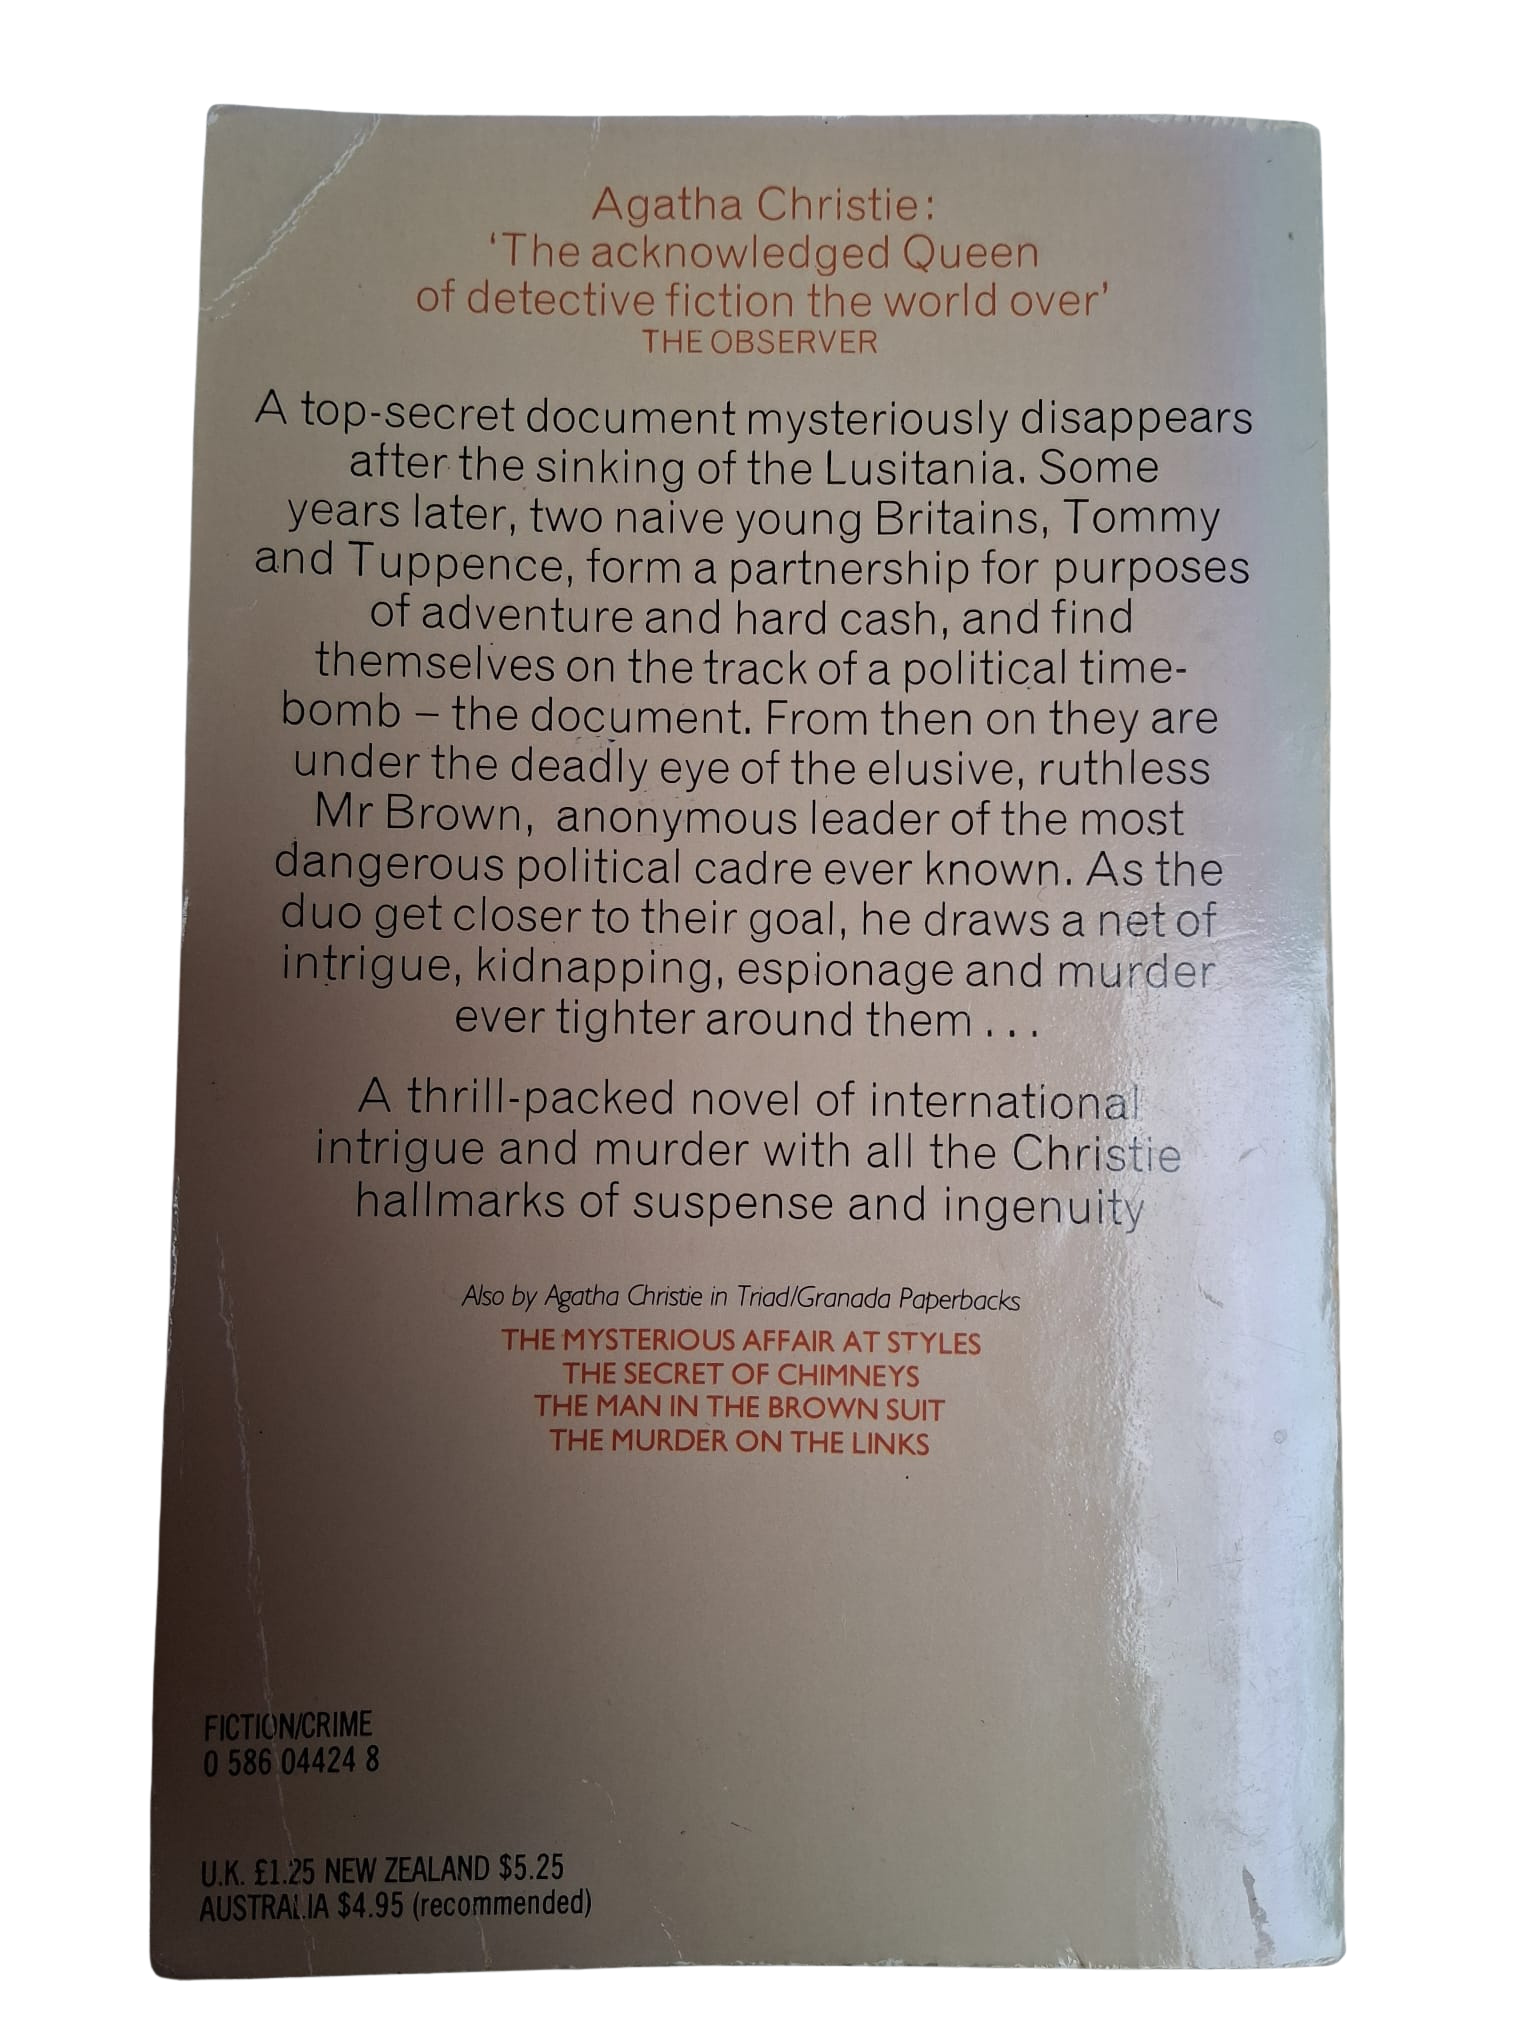 Agatha Christie:
‘The acknowledged Queen
of detective fiction the world over’
THE OBSERVER
A top-secret document mysteriously disappears
after the sinking of the Lusitania. Some
years later, two naive young Britains, Tommy
and Tuppence, form a partnership for purposes
of adventure and hard cash, and find
themselves on the track of a political time-
bomb – the document. From then on they are
under the deadly eye of the elusive, ruthless
Mr Brown, anonymous leader of the most
dangerous political cadre ever known. As the
duo get closer to their goal, he draws a net of
intrigue, kidnapping, espionage and murder
ever tighter around them . . .
A thrill-packed novel of international
intrigue and murder with all the Christie
hallmarks of suspense and ingenuity
Also by Agatha Christie in Triad/Granada Paperbacks
THE MYSTERIOUS AFFAIR AT STYLES
THE SECRET OF CHIMNEYS
THE MAN IN THE BROWN SUIT
THE MURDER ON THE LINKS
FICTION/CRIME
0 586 04424 8
U.K. £1.25 NEW ZEALAND $5.25
AUSTRALIA $4.95 (recommended)